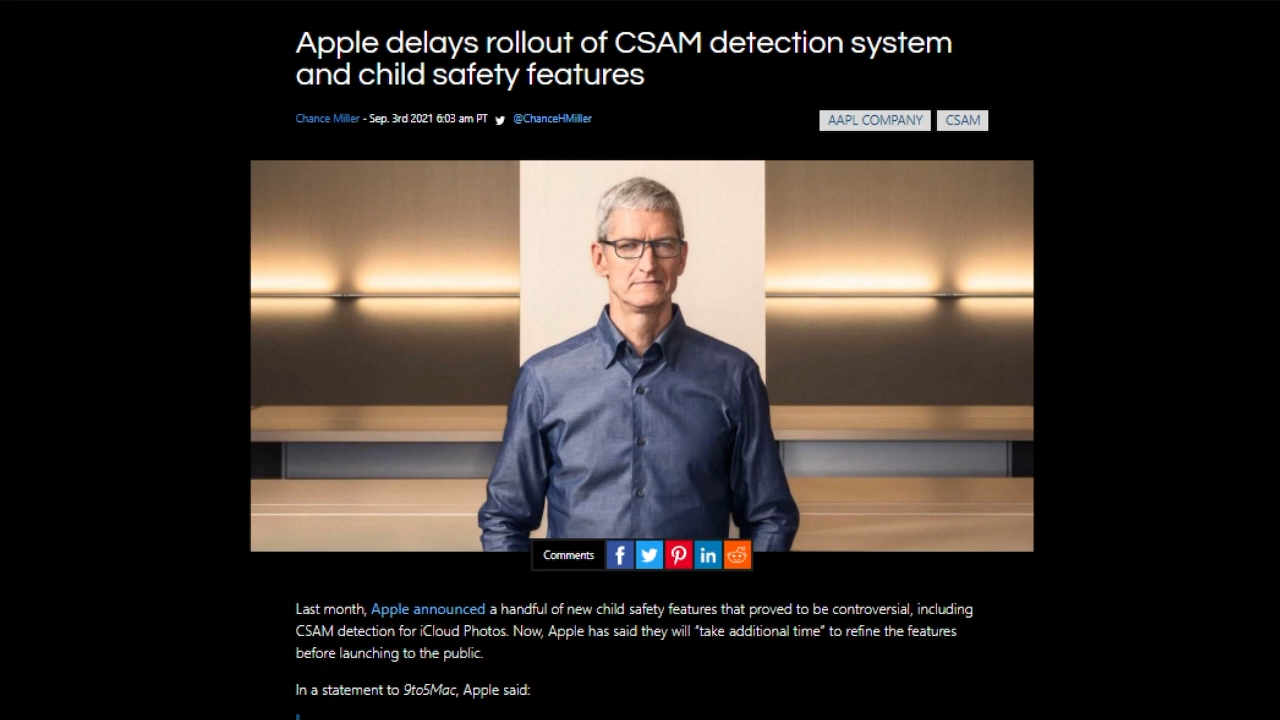 Apple delays rollout of CSAM detection system
and child safety features
Chance Miller - Sep. 3rd 2021 6:03 am PT @ChanceHMiller
AAPL COMPANY CSAM
Comments
Last month, Apple announced a handful of new child safety features that proved to be controversial, including
CSAM detection for iCloud Photos. Now, Apple has said they will “take additional time” to refine the features
before launching to the public.
In a statement to 9to5Mac, Apple said: